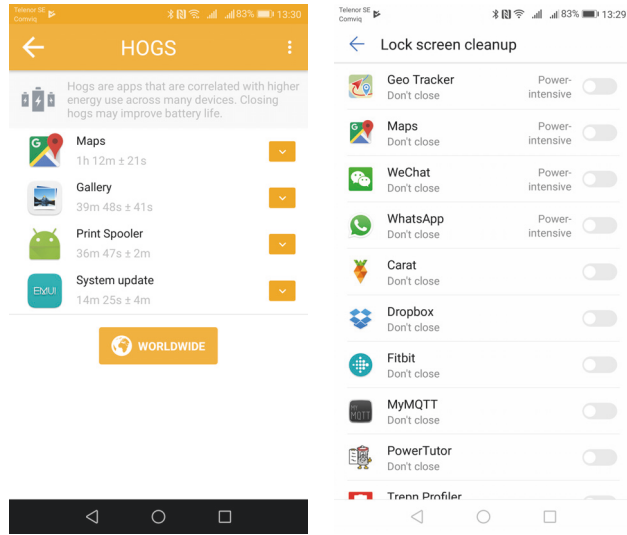 Telenor SE
Comviq
83% 13:30
HOGS
Hogs are apps that are correlated with higher
energy use across many devices. Closing
hogs may improve battery life.
Maps
1h 12m ± 21s
Gallery
39m 48s ± 41s
Print Spooler
36m 47s ± 2m
EMUI
System update
14m 25s ± 4m
WORLDWIDE
Telenor SE
Comviq
83% 13:29
Lock screen cleanup
Geo Tracker
Don't close
Power-
intensive
G
Maps
Don't close
Power-
intensive
WeChat
Don't close
Power-
intensive
WhatsApp
Don't close
Power-
intensive
Carat
Don't close
Dropbox
Don't close
Fitbit
Don't close
MY
MQTT
MyMQTT
Don't close
PowerTutor
Don't close
Trepn Profiler